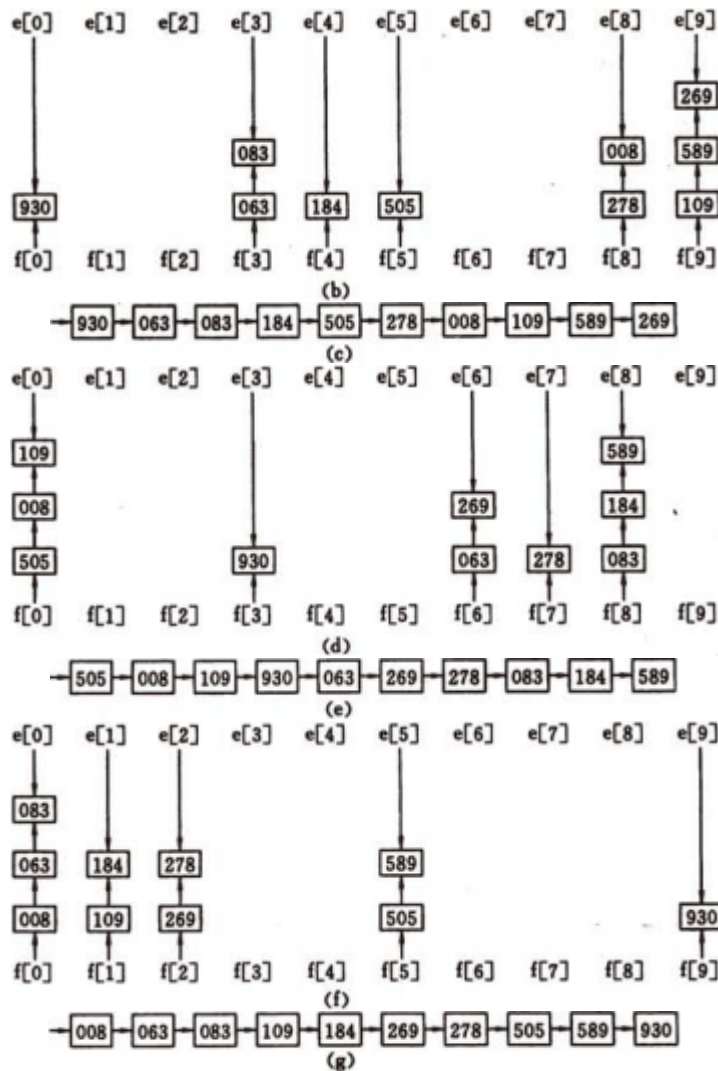 e[0] e[1] e[2] e[3] e[4] e[5] e[6] e[7] e[8] e[9]
269
083 008 589
930 063 184 505 278 109
f[0] f[1] f[2] f[3] f[4] f[5] f[6] f[7] f[8] f[9]
(b)
930 063 083 184 505 278 008 109 589 269
(c)
e[0] e[1] e[2] e[3] e[4] e[5] e[6] e[7] e[8] e[9]
109 589
008 269 184
505 930 063 278 083
f[0] f[1] f[2] f[3] f[4] f[5] f[6] f[7] f[8] f[9]
(d)
505 008 109 930 063 269 278 083 184 589
(e)
e[0] e[1] e[2] e[3] e[4] e[5] e[6] e[7] e[8] e[9]
083
063 184 278 589
008 109 269 505 930
f[0] f[1] f[2] f[3] f[4] f[5] f[6] f[7] f[8] f[9]
(f)
008 063 083 109 184 269 278 505 589 930
(g)